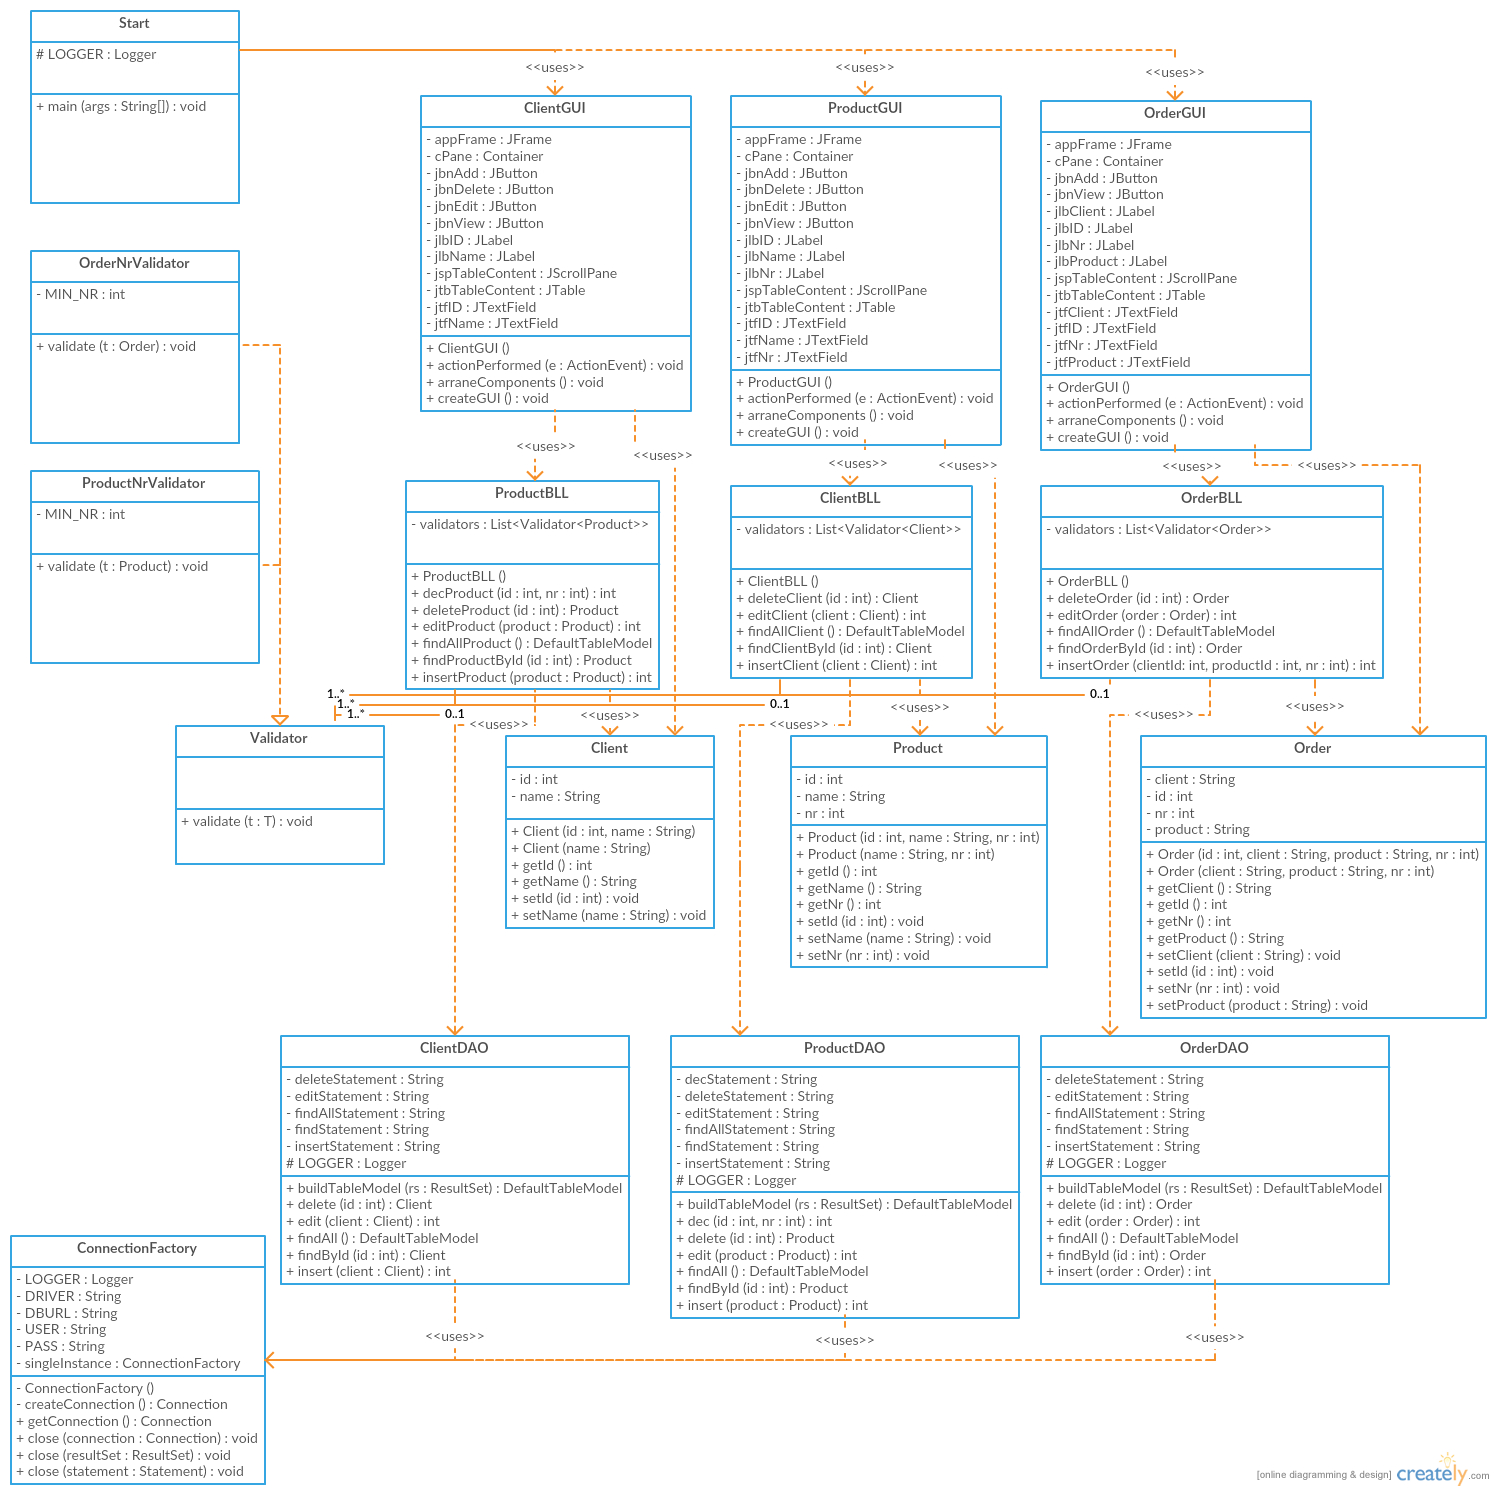 Start
# LOGGER : Logger
+ main (args : String[]) : void
<<uses>>
<<uses>>
<<uses>>
ClientGUI
- appFrame : JFrame
- cPane : Container
- jbnAdd : JButton
- jbnDelete : JButton
- jbnEdit : JButton
- jbnView : JButton
- jlbID : JLabel
- jlbName : JLabel
- jspTableContent : JScrollPane
- jtbTableContent : JTable
- jtfID : JTextField
- jtfName : JTextField
+ ClientGUI ()
+ actionPerformed (e : ActionEvent) : void
+ arraneComponents () : void
+ createGUI () : void
ProductGUI
- appFrame : JFrame
- cPane : Container
- jbnAdd : JButton
- jbnDelete : JButton
- jbnEdit : JButton
- jbnView : JButton
- jlbID : JLabel
- jlbName : JLabel
- jlbNr : JLabel
- jspTableContent : JScrollPane
- jtbTableContent : JTable
- jtfID : JTextField
- jtfName : JTextField
- jtfNr : JTextField
+ ProductGUI ()
+ actionPerformed (e : ActionEvent) : void
+ arraneComponents () : void
+ createGUI () : void
OrderGUI
- appFrame : JFrame
- cPane : Container
- jbnAdd : JButton
- jbnView : JButton
- jlbClient : JLabel
- jlbID : JLabel
- jlbNr : JLabel
- jlbProduct : JLabel
- jspTableContent : JScrollPane
- jtbTableContent : JTable
- jtfClient : JTextField
- jtfID : JTextField
- jtfNr : JTextField
- jtfProduct : JTextField
+ OrderGUI ()
+ actionPerformed (e : ActionEvent) : void
+ arraneComponents () : void
+ createGUI () : void
OrderNrValidator
- MIN_NR : int
+ validate (t : Order) : void
ProductNrValidator
- MIN_NR : int
+ validate (t : Product) : void
<<uses>>
<<uses>>
<<uses>>
<<uses>>
<<uses>>
<<uses>>
ProductBLL
- validators : List<Validator<Product>>
+ ProductBLL ()
+ decProduct (id : int, nr : int) : int
+ deleteProduct (id : int) : Product
+ editProduct (product : Product) : int
+ findAllProduct () : DefaultTableModel
+ findProductById (id : int) : Product
+ insertProduct (product : Product) : int
ClientBLL
- validators : List<Validator<Client>>
+ ClientBLL ()
+ deleteClient (id : int) : Client
+ editClient (client : Client) : int
+ findAllClient () : DefaultTableModel
+ findClientById (id : int) : Client
+ insertClient (client : Client) : int
OrderBLL
- validators : List<Validator<Order>>
+ OrderBLL ()
+ deleteOrder (id : int) : Order
+ editOrder (order : Order) : int
+ findAllOrder () : DefaultTableModel
+ findOrderById (id : int) : Order
+ insertOrder (clientId: int, productId : int, nr : int) : int
1..*
0..1
1..*
0..1
1..*
0..1
<<uses>>
<<uses>>
<<uses>>
<<uses>>
<<uses>>
<<uses>>
Validator
+ validate (t : T) : void
Client
- id : int
- name : String
+ Client (id : int, name : String)
+ Client (name : String)
+ getId () : int
+ getName () : String
+ setId (id : int) : void
+ setName (name : String) : void
Product
- id : int
- name : String
- nr : int
+ Product (id : int, name : String, nr : int)
+ Product (name : String, nr : int)
+ getId () : int
+ getName () : String
+ getNr () : int
+ setId (id : int) : void
+ setName (name : String) : void
+ setNr (nr : int) : void
Order
- client : String
- id : int
- nr : int
- product : String
+ Order (id : int, client : String, product : String, nr : int)
+ Order (client : String, product : String, nr : int)
+ getClient () : String
+ getId () : int
+ getNr () : int
+ getProduct () : String
+ setClient (client : String) : void
+ setId (id : int) : void
+ setNr (nr : int) : void
+ setProduct (product : String) : void
ClientDAO
- deleteStatement : String
- editStatement : String
- findAllStatement : String
- findStatement : String
- insertStatement : String
# LOGGER : Logger
+ buildTableModel (rs : ResultSet) : DefaultTableModel
+ delete (id : int) : Client
+ edit (client : Client) : int
+ findAll () : DefaultTableModel
+ findById (id : int) : Client
+ insert (client : Client) : int
ProductDAO
- decStatement : String
- deleteStatement : String
- editStatement : String
- findAllStatement : String
- findStatement : String
- insertStatement : String
# LOGGER : Logger
+ buildTableModel (rs : ResultSet) : DefaultTableModel
+ dec (id : int, nr : int) : int
+ delete (id : int) : Product
+ edit (product : Product) : int
+ findAll () : DefaultTableModel
+ findById (id : int) : Product
+ insert (product : Product) : int
OrderDAO
- deleteStatement : String
- editStatement : String
- findAllStatement : String
- findStatement : String
- insertStatement : String
# LOGGER : Logger
+ buildTableModel (rs : ResultSet) : DefaultTableModel
+ delete (id : int) : Order
+ edit (order : Order) : int
+ findAll () : DefaultTableModel
+ findById (id : int) : Order
+ insert (order : Order) : int
ConnectionFactory
- LOGGER : Logger
- DRIVER : String
- DBURL : String
- USER : String
- PASS : String
- singleInstance : ConnectionFactory
- ConnectionFactory ()
- createConnection () : Connection
+ getConnection () : Connection
+ close (connection : Connection) : void
+ close (resultSet : ResultSet) : void
+ close (statement : Statement) : void
<<uses>>
<<uses>>
<<uses>>
[online diagramming & design] creately.com